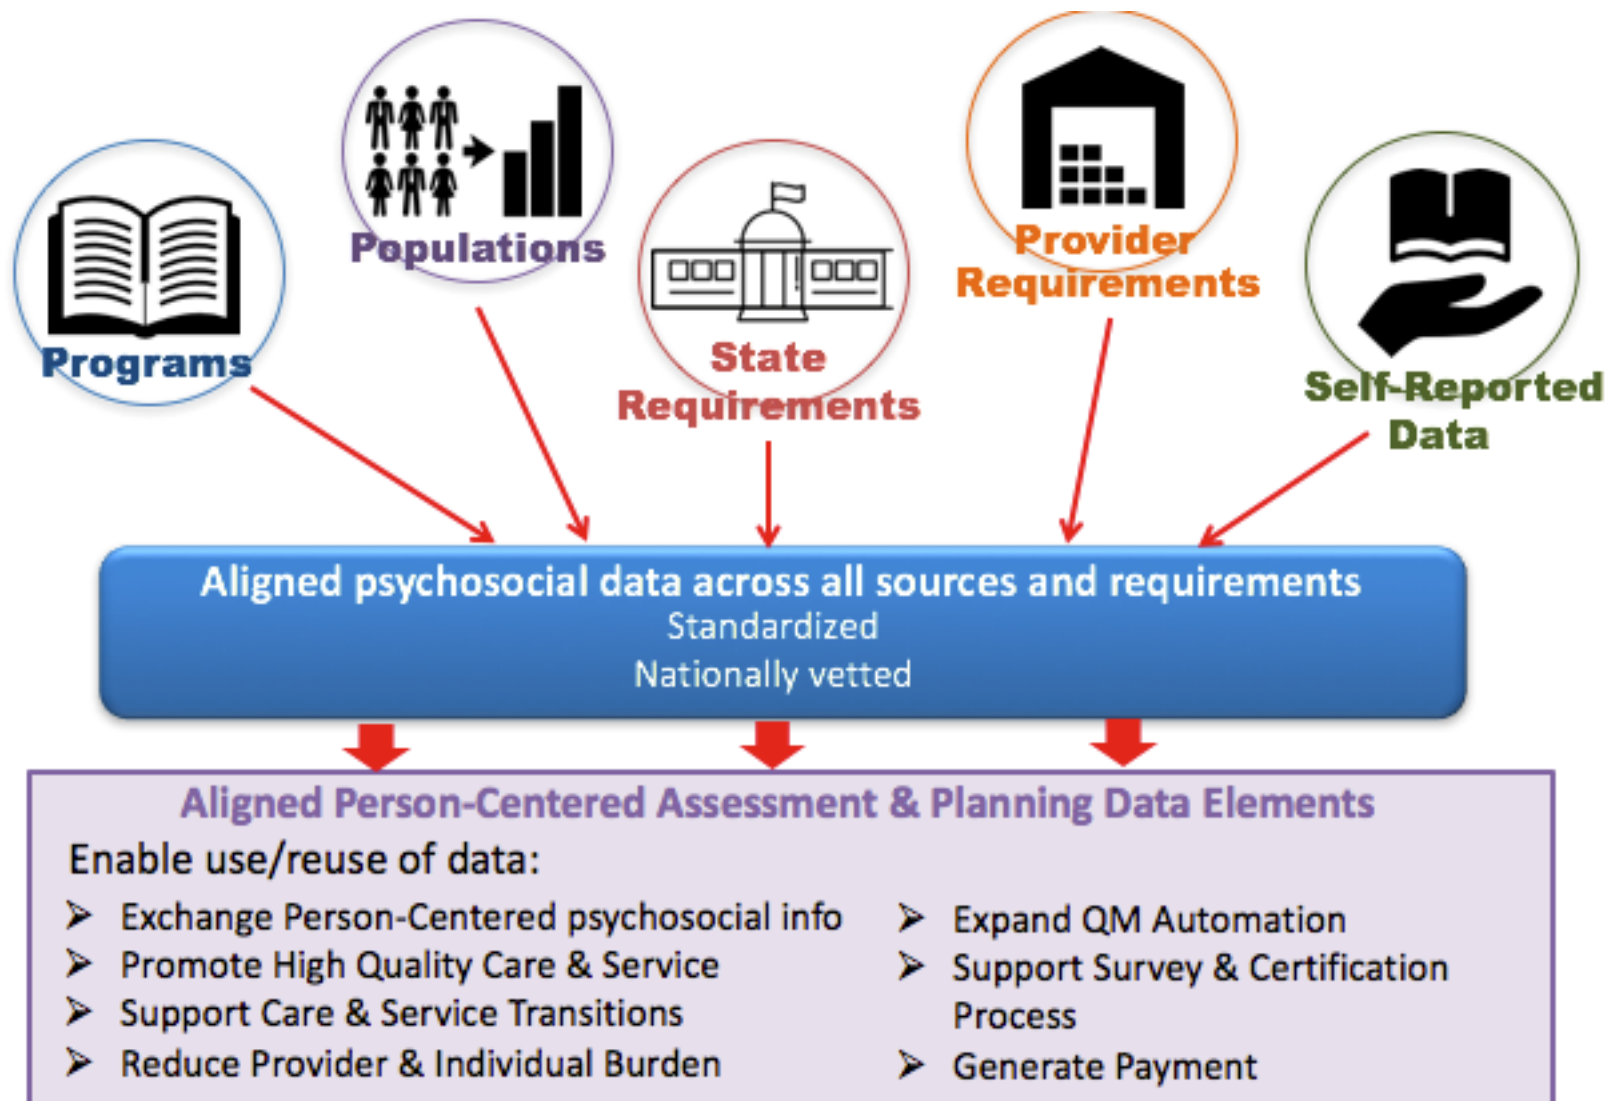 Programs
Populations
State
Requirements
Provider
Requirements
Self-Reported
Data
Aligned psychosocial data across all sources and requirements
Standardized
Nationally vetted
Aligned Person-Centered Assessment & Planning Data Elements
Enable use/reuse of data:
➢ Exchange Person-Centered psychosocial info
➢ Promote High Quality Care & Service
➢ Support Care & Service Transitions
➢ Reduce Provider & Individual Burden
➢ Expand QM Automation
➢ Support Survey & Certification
Process
➢ Generate Payment